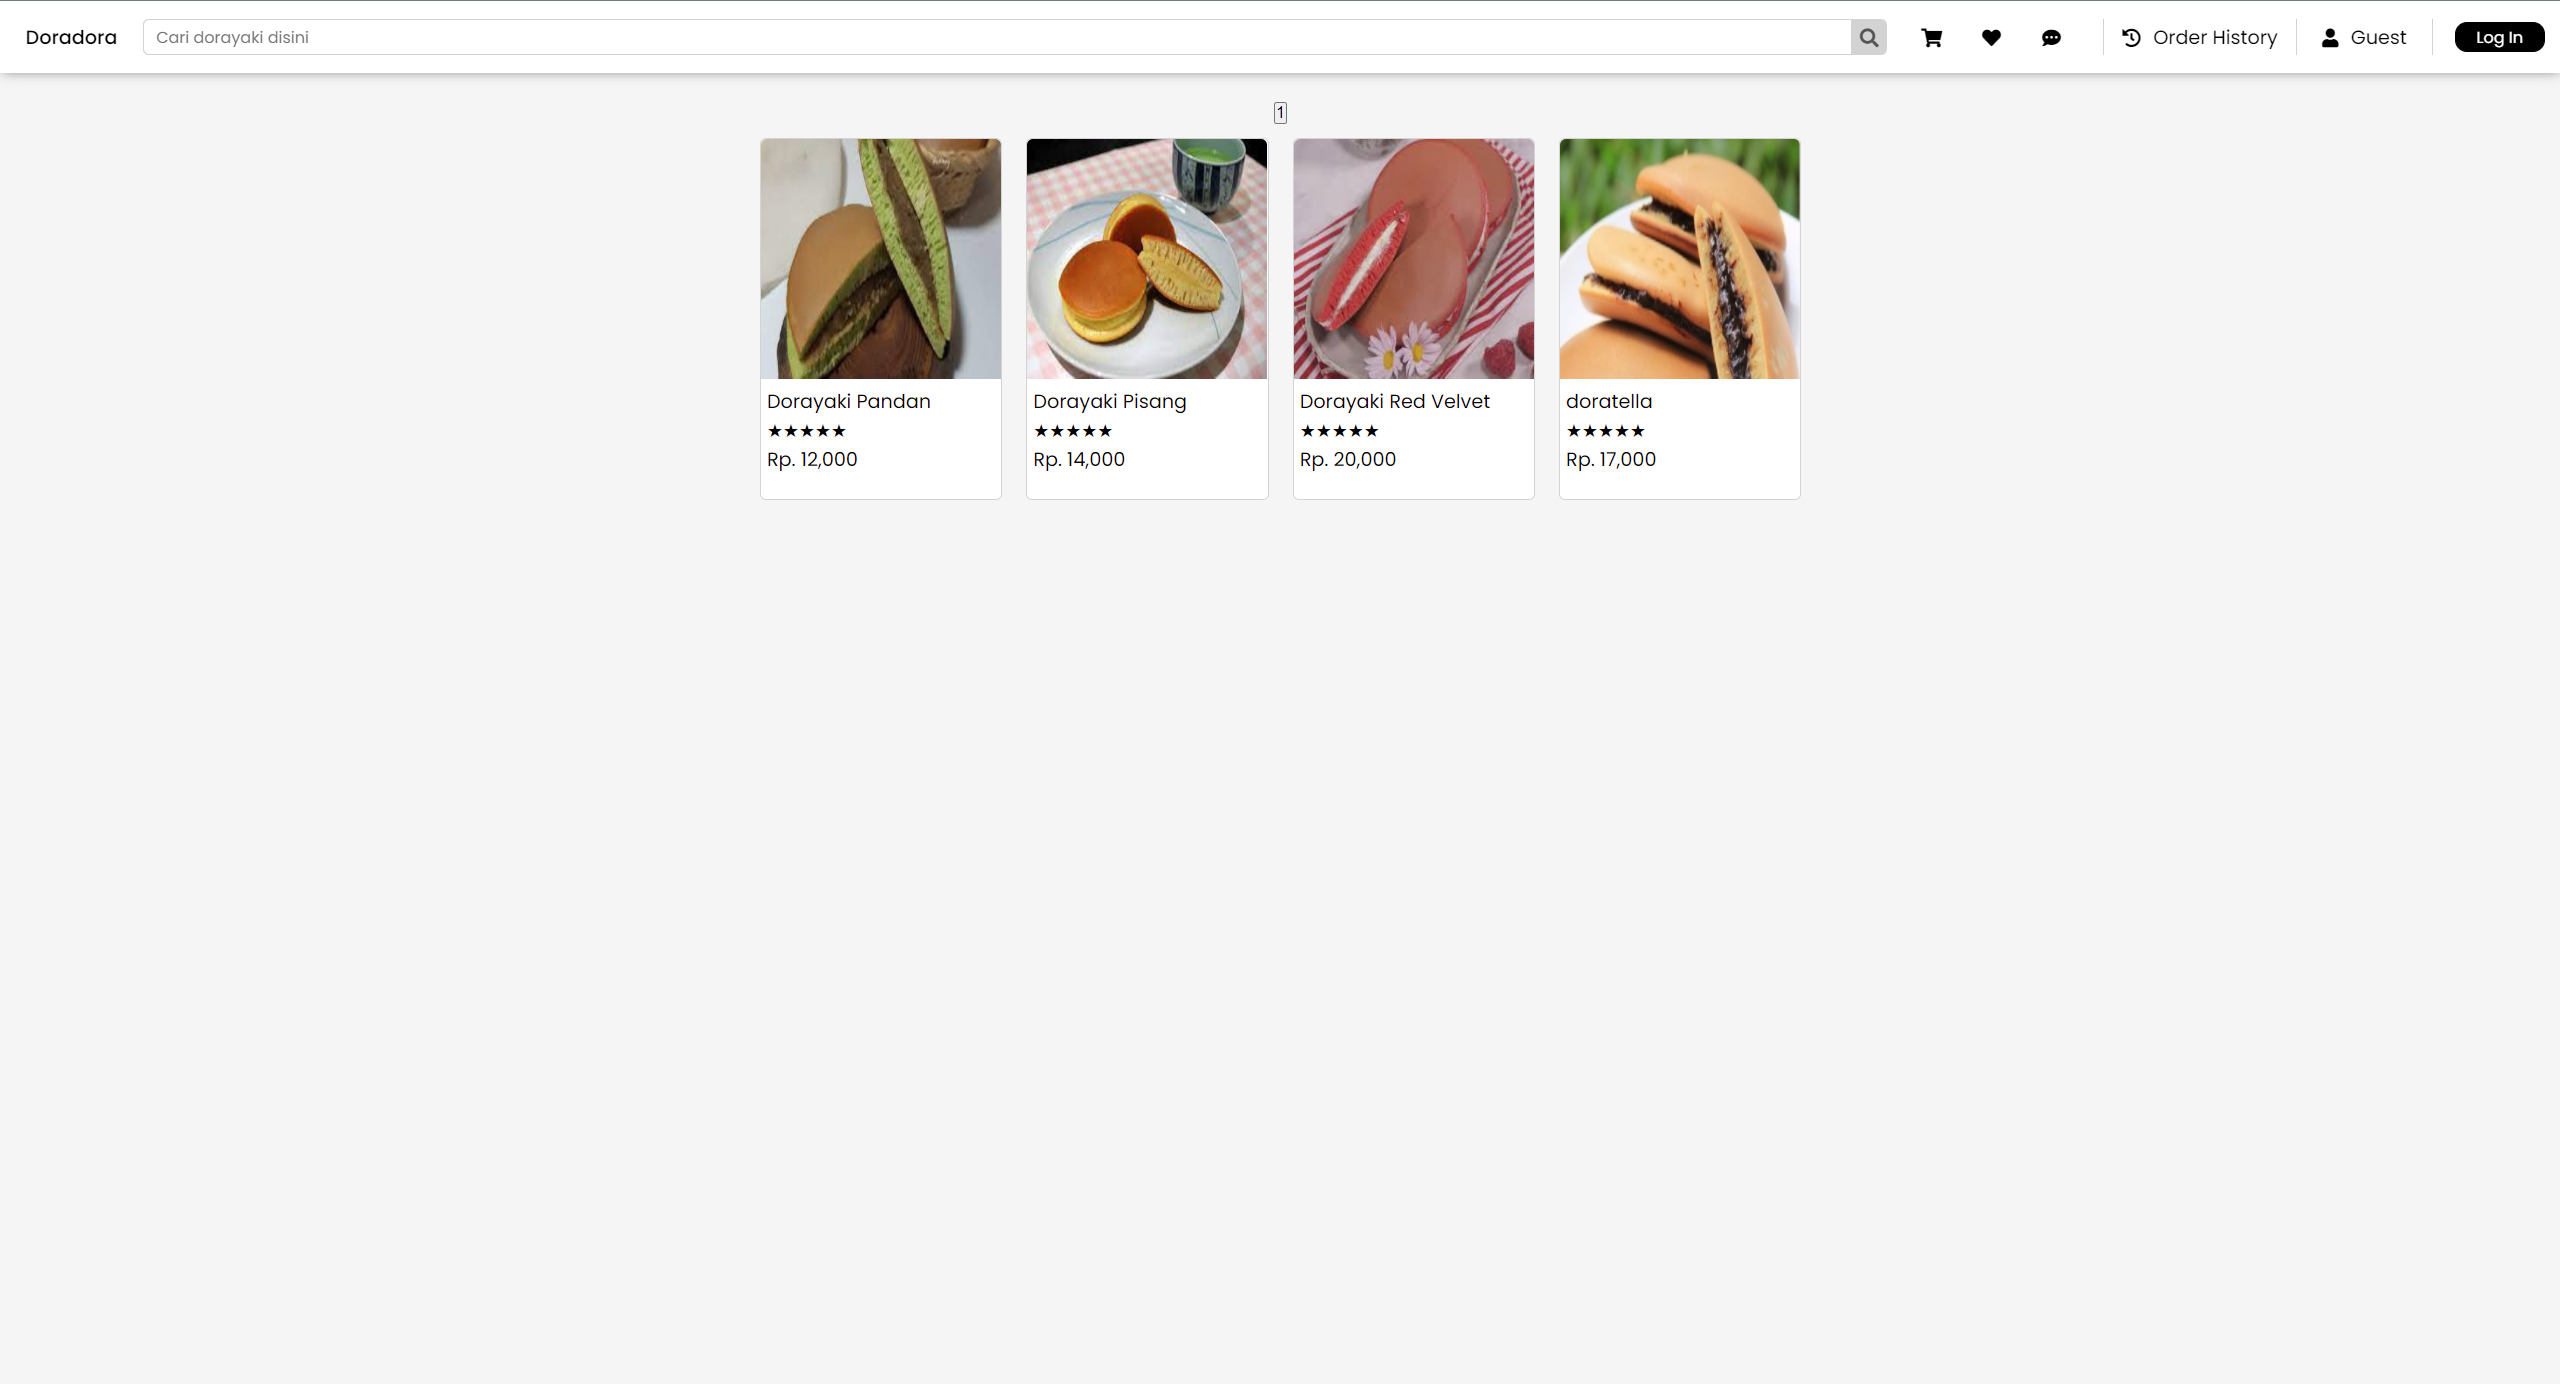 Doradora
Cari dorayaki disini
Order History
Guest
Log In
1
Dorayaki Pandan
★★★★★
Rp. 12,000
Dorayaki Pisang
★★★★★
Rp. 14,000
Dorayaki Red Velvet
★★★★★
Rp. 20,000
doratella
★★★★★
Rp. 17,000